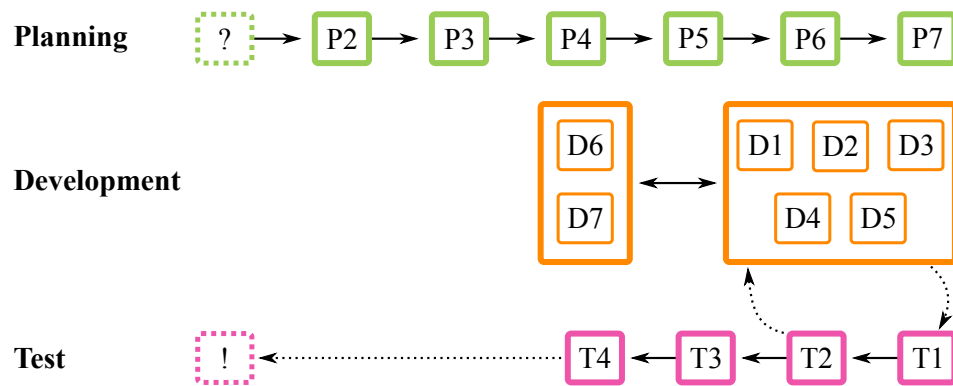 Planning ? P2 P3 P4 P5 P6 P7
D6 D1 D2 D3
Development
D7 D4 D5
Test ! T4 T3 T2 T1